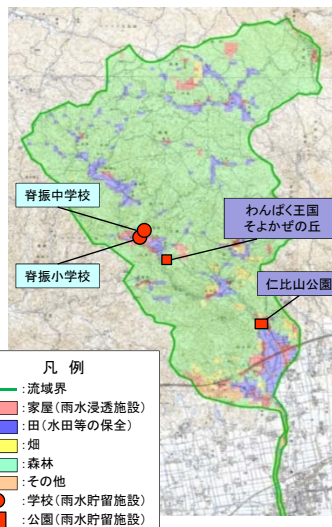 脊振中学校
わんぱく王国
そよかぜの丘
脊振小学校
仁比山公園
凡 例
:流域界
:家屋(雨水浸透施設)
:田(水田等の保全)
:畑
:森林
:その他
:学校(雨水貯留施設)
:公園(雨水貯留施設)